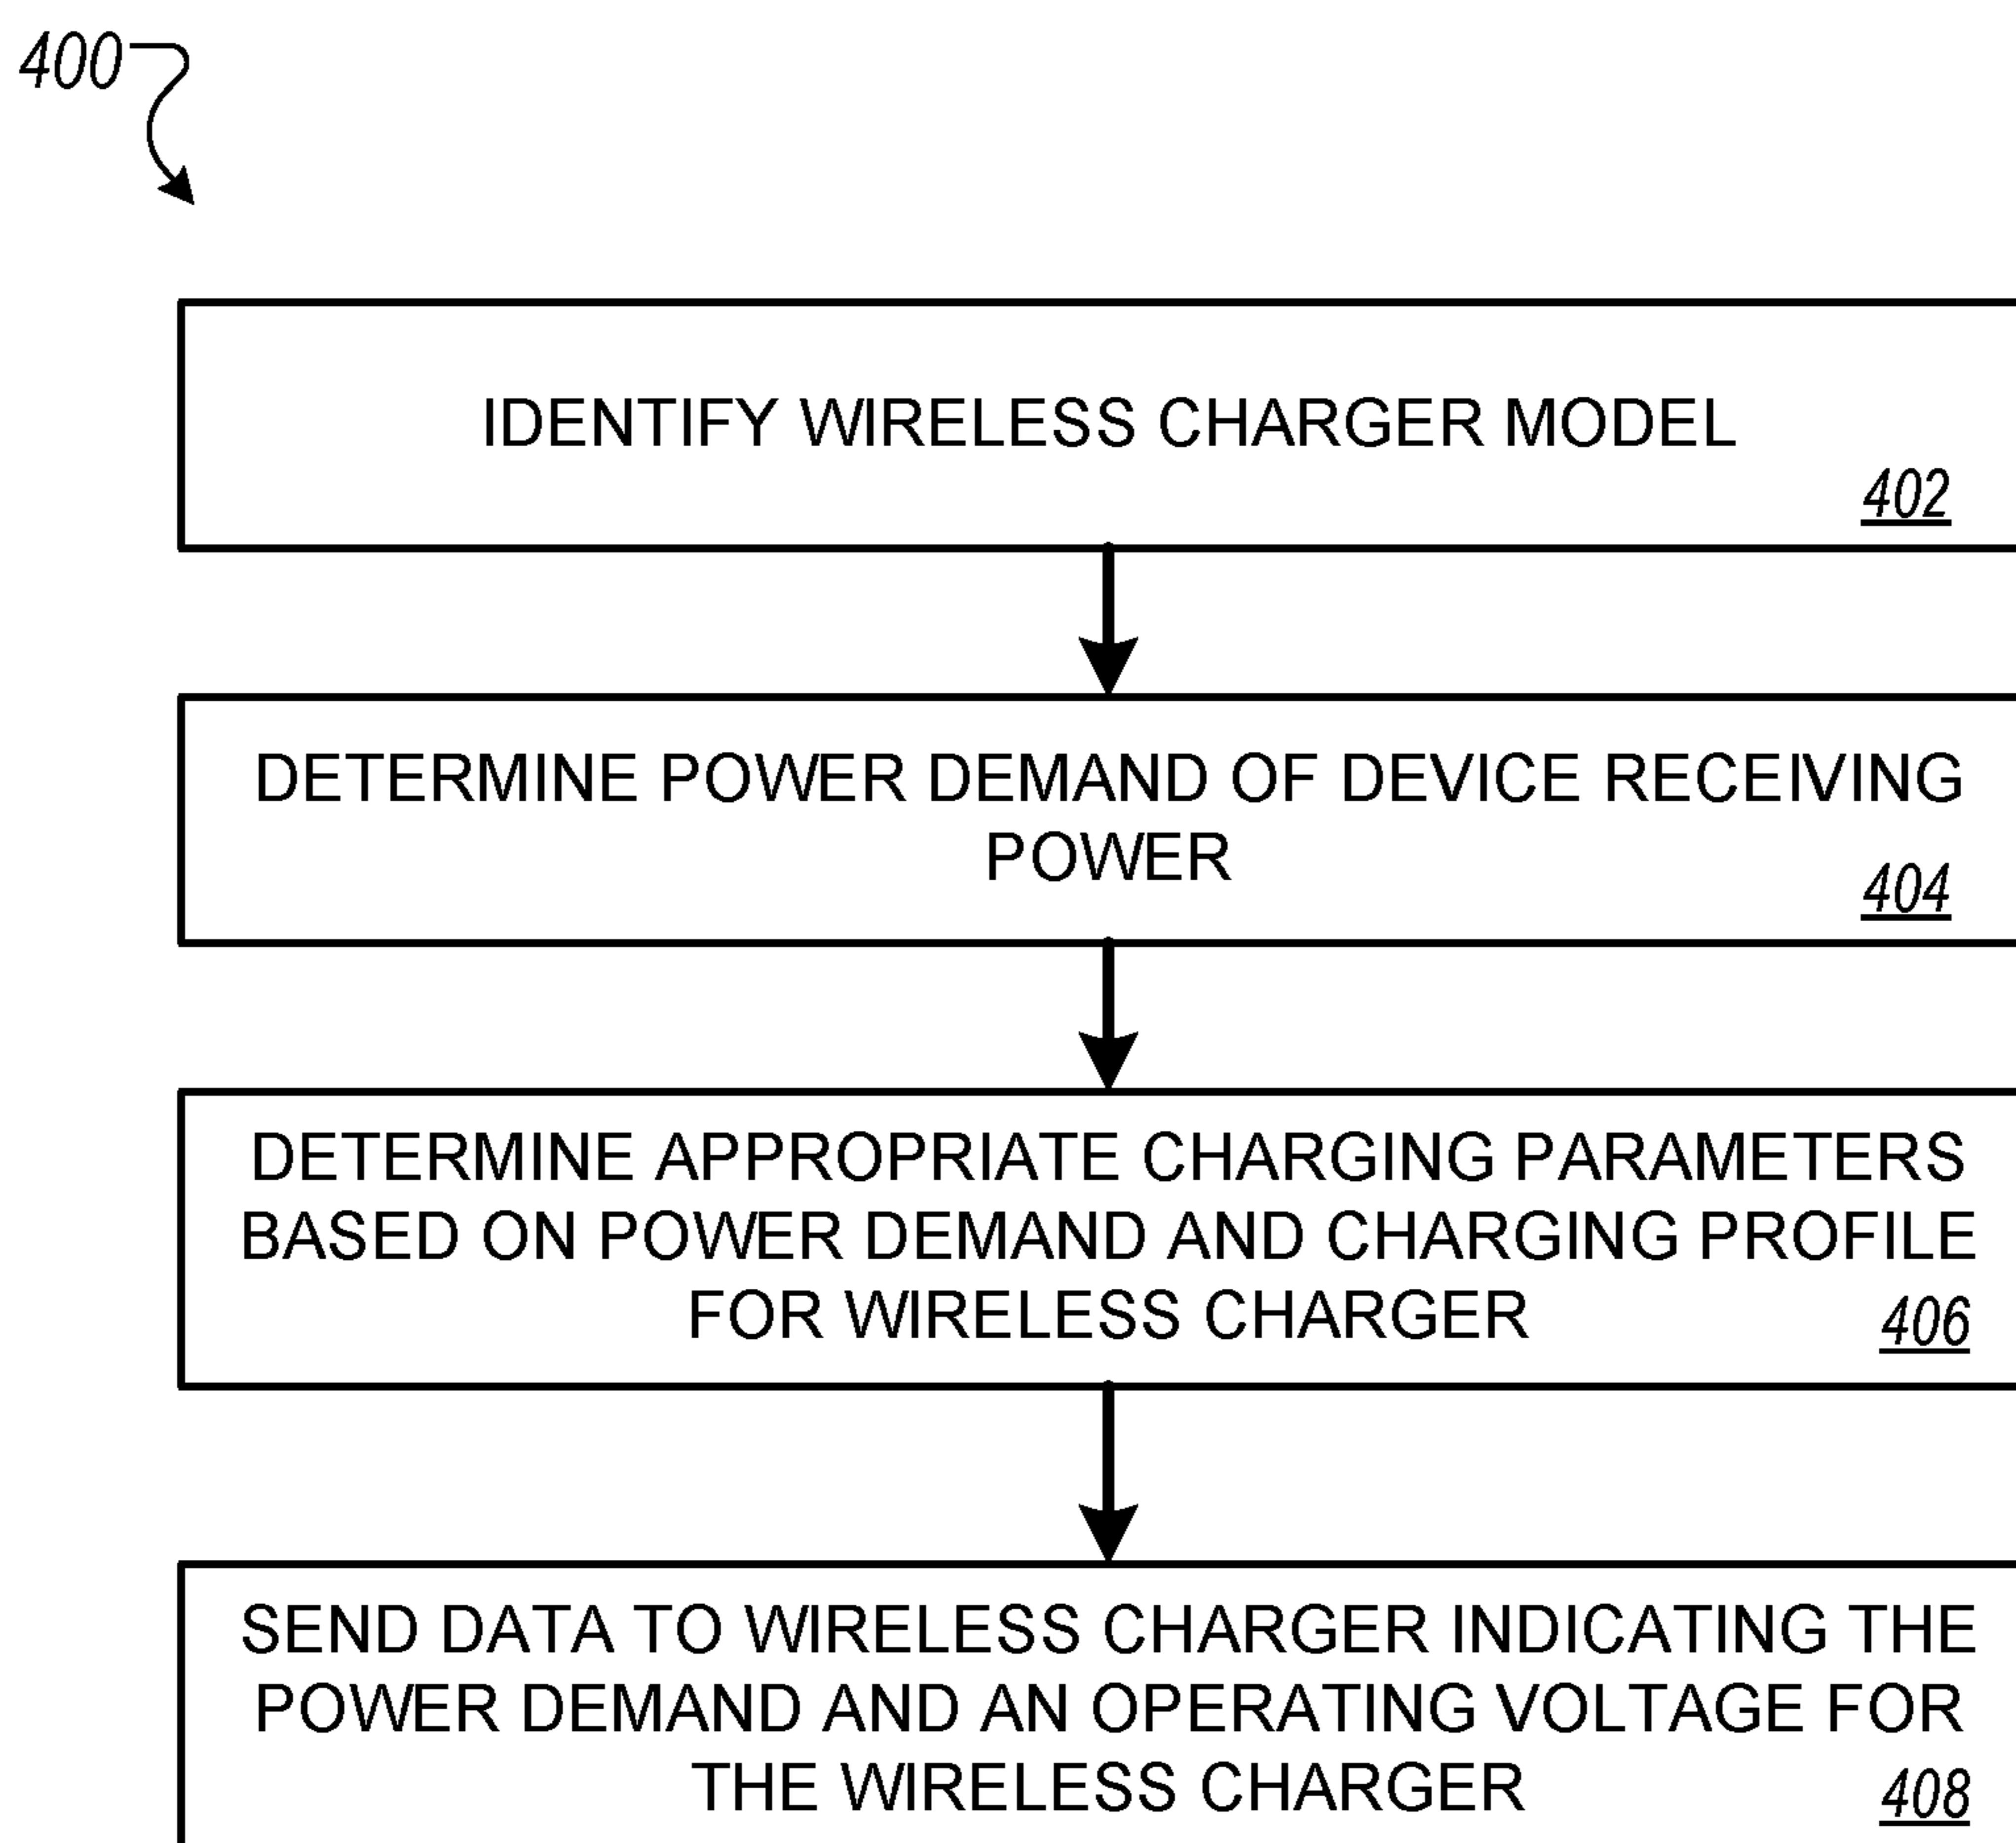 400
IDENTIFY WIRELESS CHARGER MODEL
402
DETERMINE POWER DEMAND OF DEVICE RECEIVING
POWER
404
DETERMINE APPROPRIATE CHARGING PARAMETERS
BASED ON POWER DEMAND AND CHARGING PROFILE
FOR WIRELESS CHARGER
406
SEND DATA TO WIRELESS CHARGER INDICATING THE
POWER DEMAND AND AN OPERATING VOLTAGE FOR
THE WIRELESS CHARGER
408